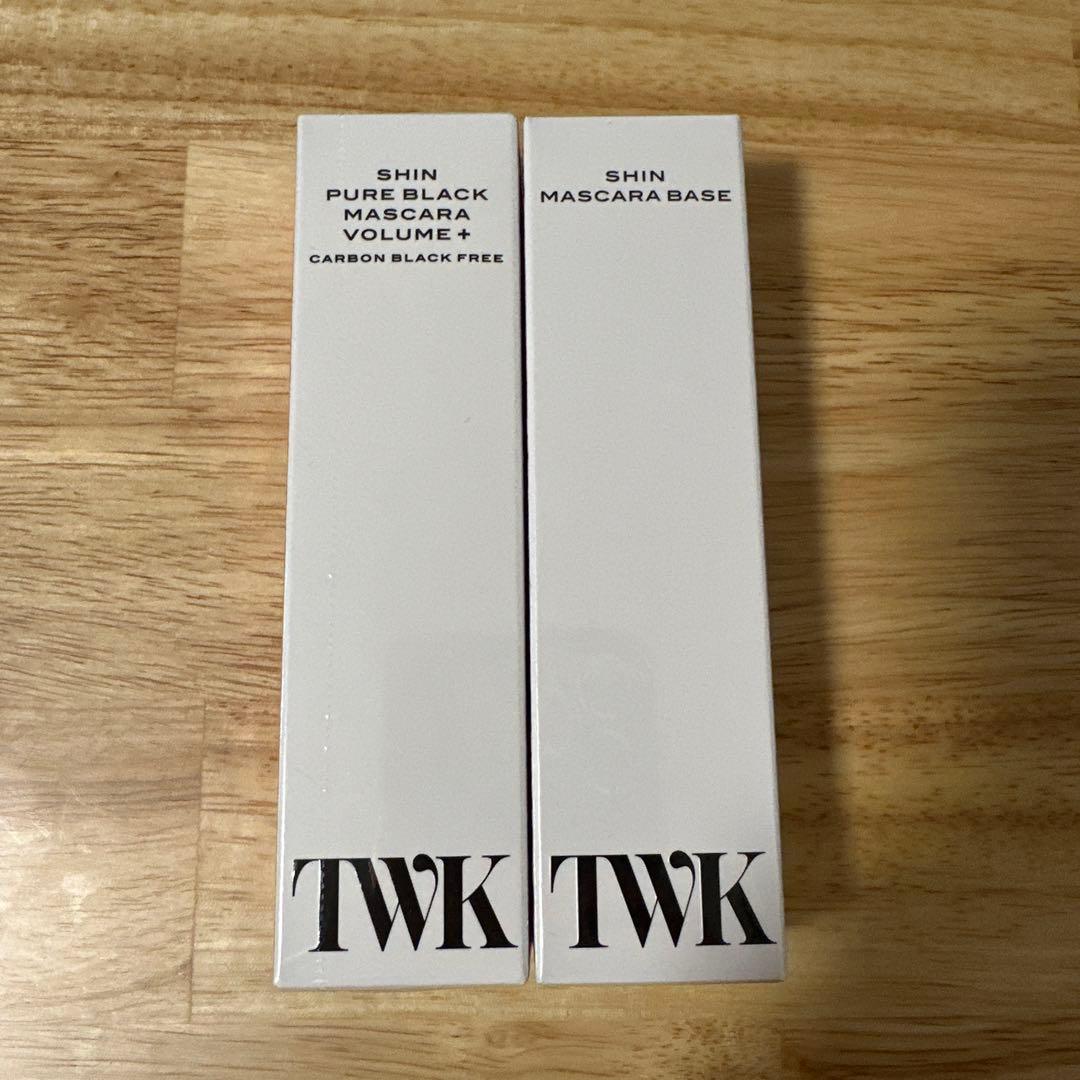 SHIN
PURE BLACK
MASCARA
VOLUME +
CARBON BLACK FREE
TWK
SHIN
MASCARA BASE
TWK